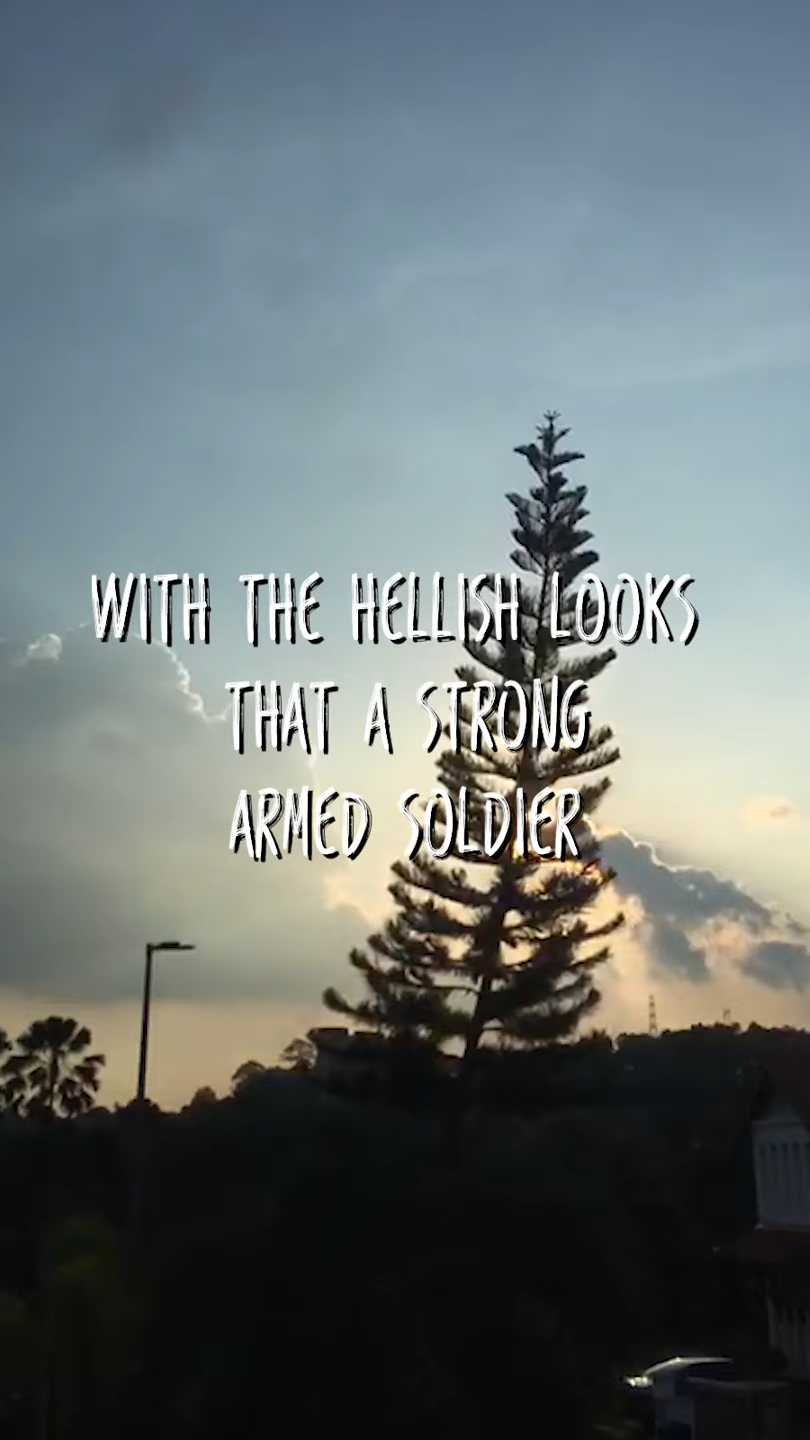 WITH THE HELLISH LOOKS
THAT A STRONG
ARMED SOLDIER